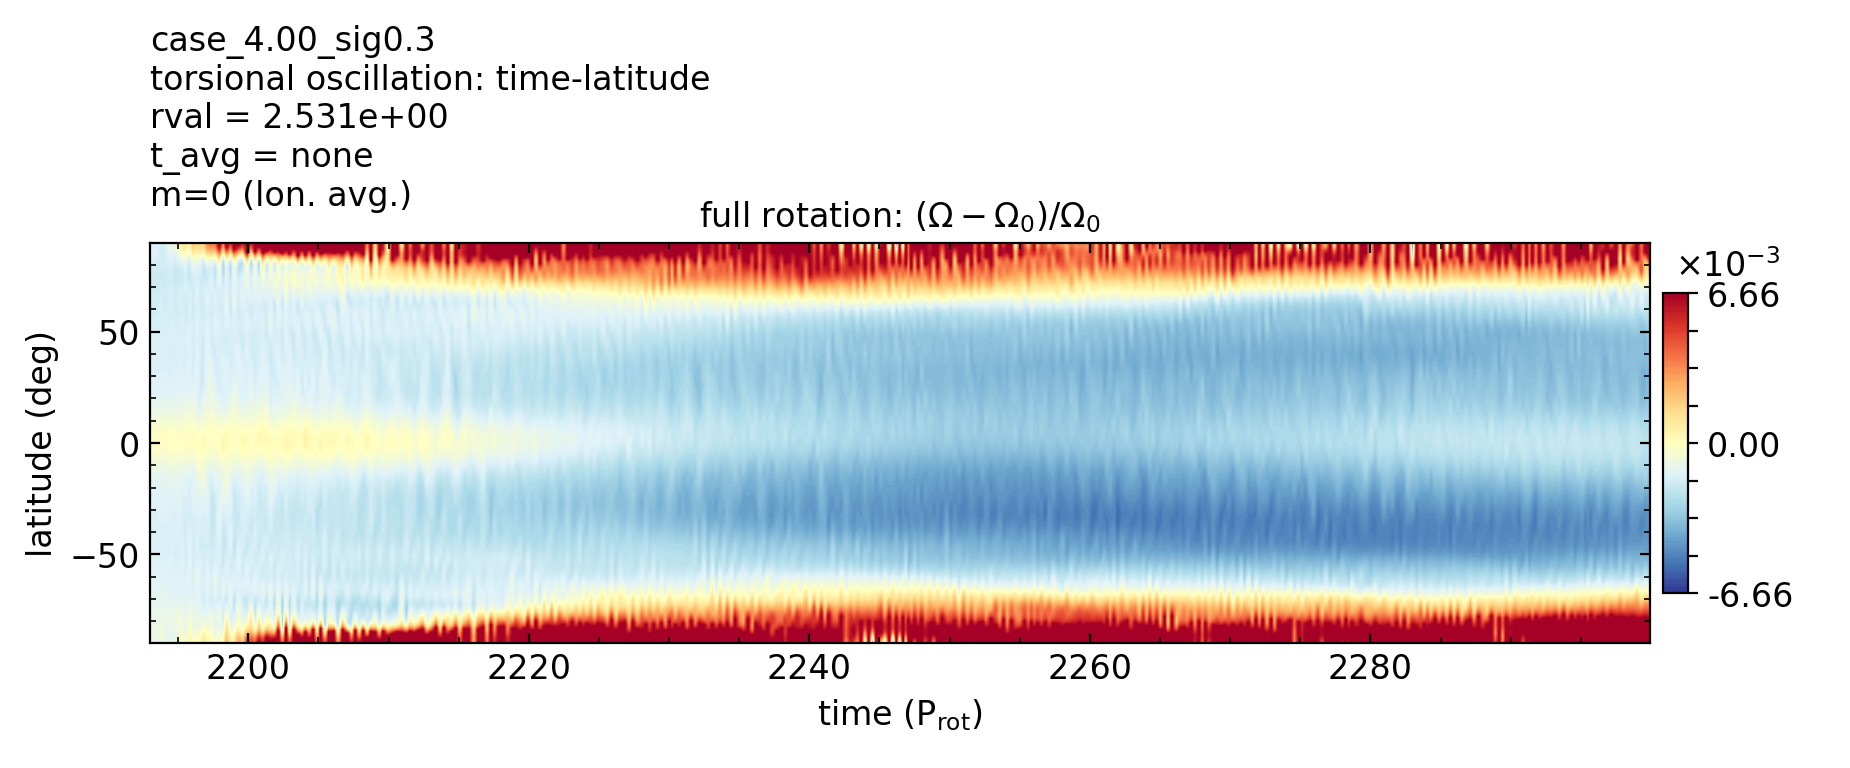 case_4.00_sig0.3
torsional oscillation: time-latitude
rval = 2.531e+00
t_avg = none
m=0 (lon. avg.)
full rotation: (Ω − Ω₀)/Ω₀
×10⁻³
6.66
0.00
-6.66
latitude (deg)
50
0
−50
2200 2220 2240 2260 2280
time (P_rot)